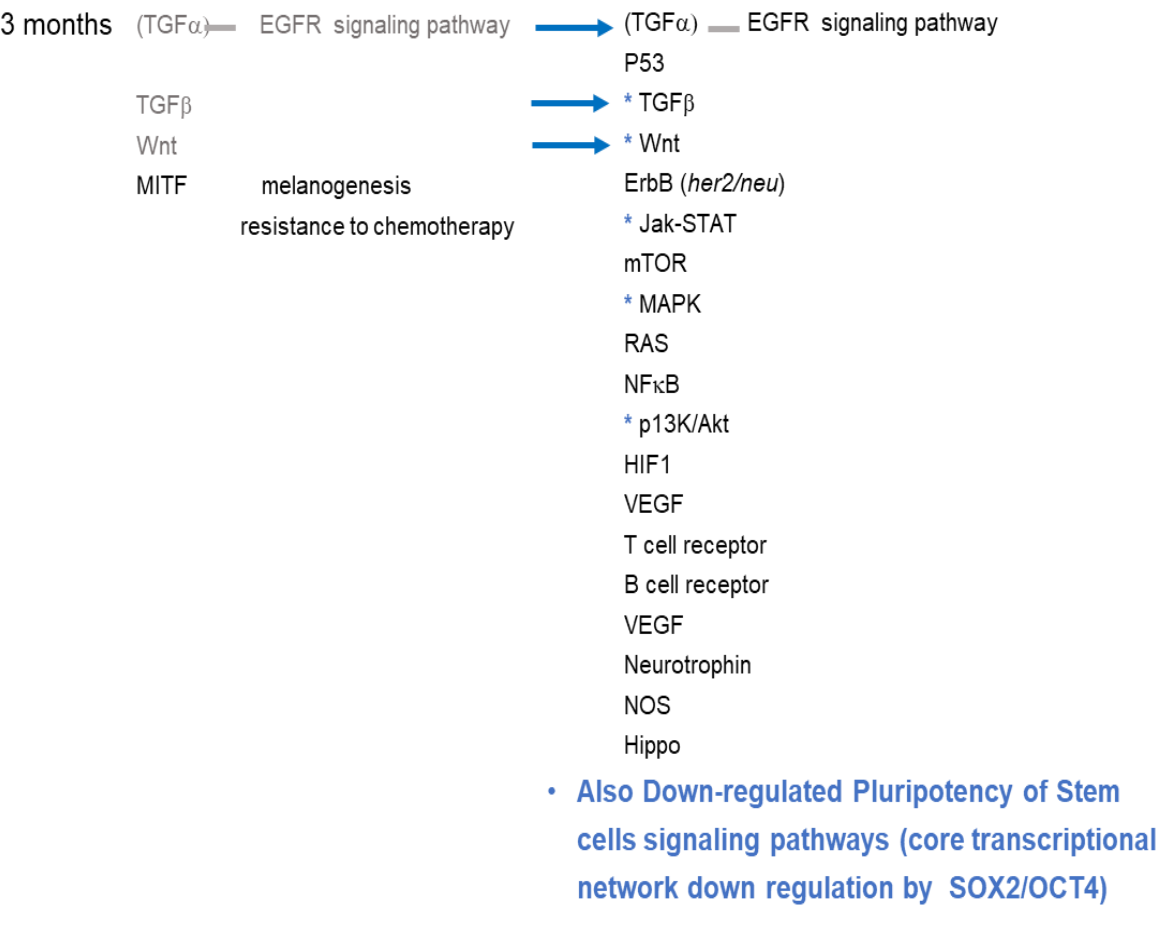 3 months (TGFα) EGFR signaling pathway (TGFα) EGFR signaling pathway
P53
TGFβ * TGFβ
Wnt * Wnt
MITF melanogenesis ErbB (her2/neu)
resistance to chemotherapy * Jak-STAT
mTOR
* MAPK
RAS
NFκB
* p13K/Akt
HIF1
VEGF
T cell receptor
B cell receptor
VEGF
Neurotrophin
NOS
Hippo
• Also Down-regulated Pluripotency of Stem
cells signaling pathways (core transcriptional
network down regulation by SOX2/OCT4)